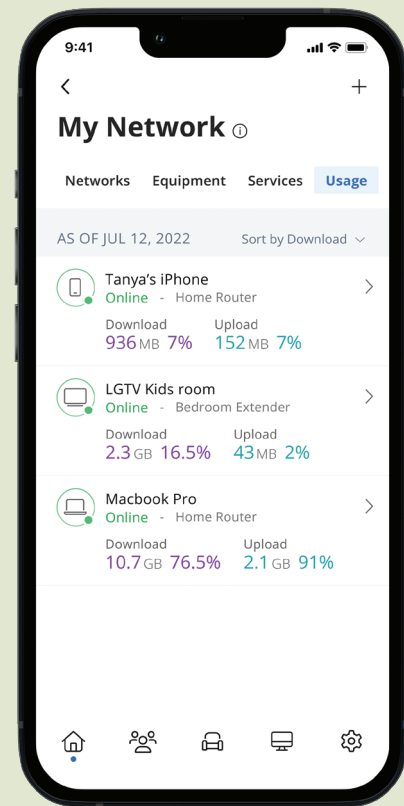 9:41
My Network
Networks Equipment Services Usage
AS OF JUL 12, 2022 Sort by Download
Tanya's iPhone
Online - Home Router
Download Upload
936 MB 7% 152 MB 7%
LGTV Kids room
Online - Bedroom Extender
Download Upload
2.3 GB 16.5% 43 MB 2%
Macbook Pro
Online - Home Router
Download Upload
10.7 GB 76.5% 2.1 GB 91%